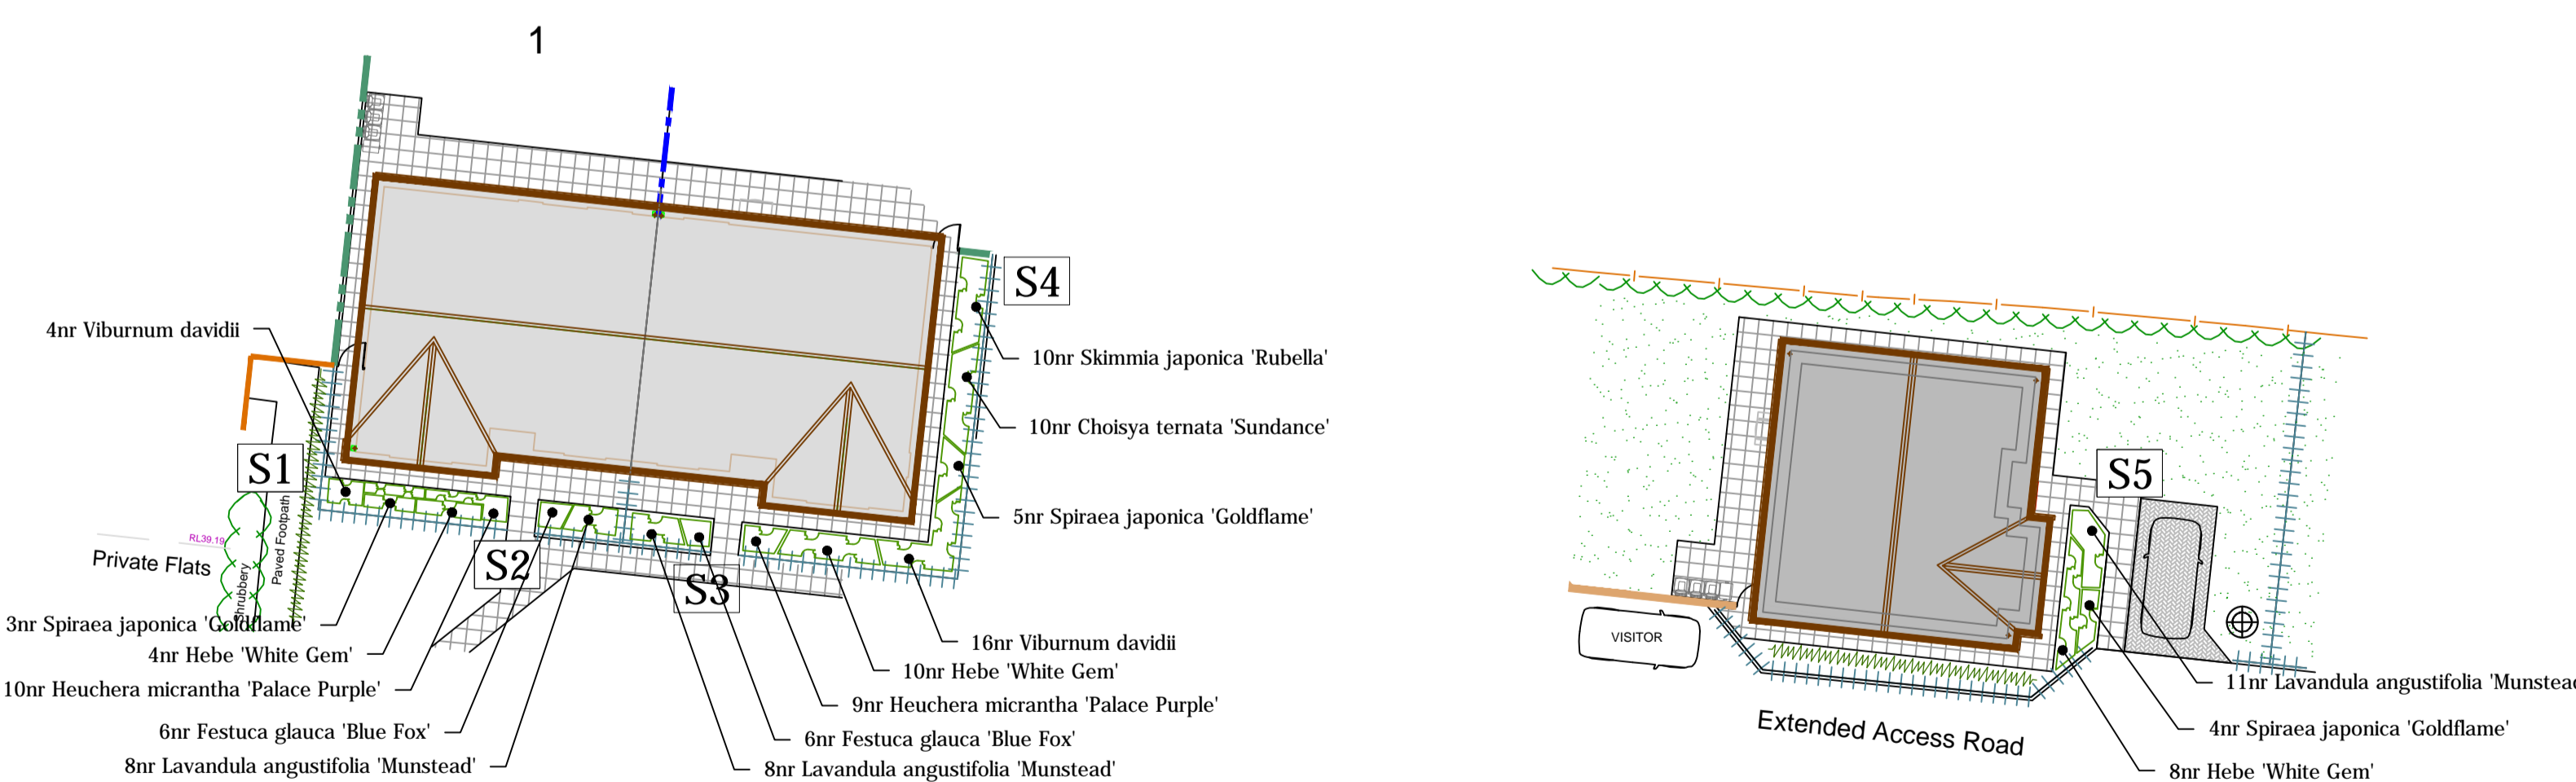 1
S4
4nr Viburnum davidii
10nr Skimmia japonica 'Rubella'
10nr Choisya ternata 'Sundance'
S1
S5
5nr Spiraea japonica 'Goldflame'
RL39.19
Private Flats
Shrubbery
Paved Footpath
S2
S3
3nr Spiraea japonica 'Goldflame'
VISITOR
16nr Viburnum davidii
4nr Hebe 'White Gem'
10nr Hebe 'White Gem'
10nr Heuchera micrantha 'Palace Purple'
11nr Lavandula angustifolia 'Munstead
9nr Heuchera micrantha 'Palace Purple'
6nr Festuca glauca 'Blue Fox'
6nr Festuca glauca 'Blue Fox'
Extended Access Road
4nr Spiraea japonica 'Goldflame'
8nr Lavandula angustifolia 'Munstead'
8nr Lavandula angustifolia 'Munstead'
8nr Hebe 'White Gem'